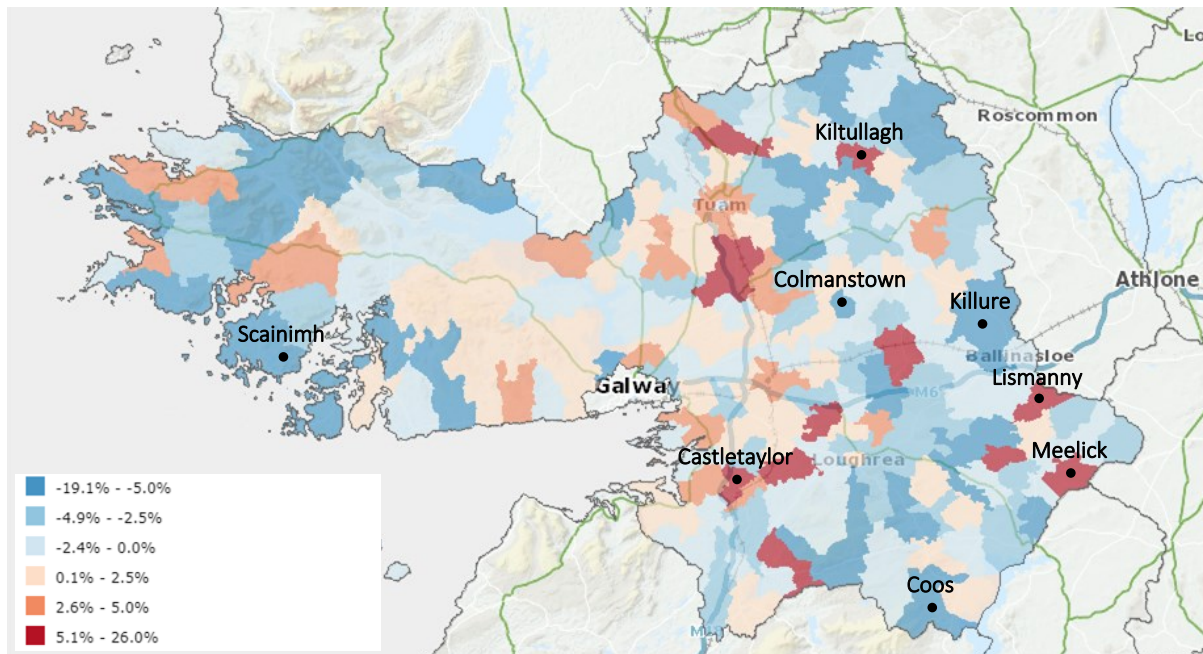 Lo
Roscommon
Kiltullagh
Tuam
Athlone
Colmanstown
Killure
Scainimh
Ballinasloe
Galway
Lismanny
M6
Meelick
Castletaylor
Loughrea
-19.1% - -5.0%
-4.9% - -2.5%
-2.4% - 0.0%
0.1% - 2.5%
2.6% - 5.0%
5.1% - 26.0%
Coos